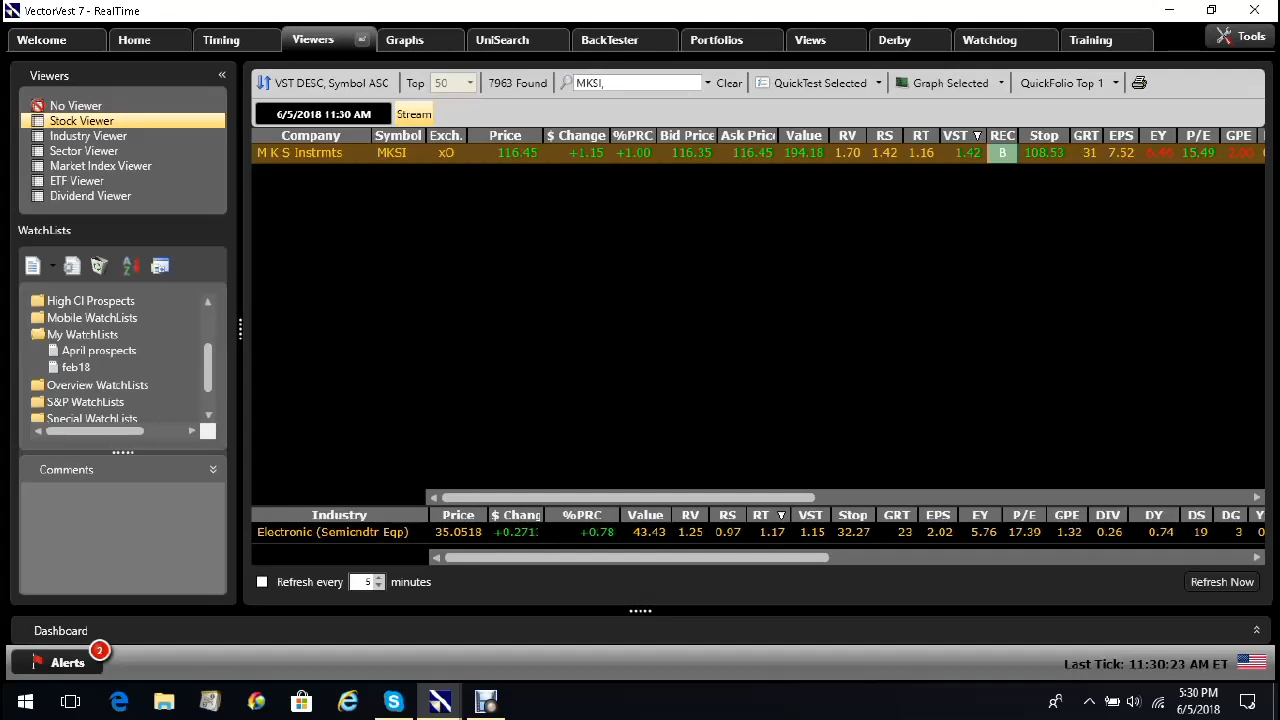 VectorVest 7 - RealTime
Welcome Home Timing Viewers Graphs UniSearch BackTester Portfolios Views Derby Watchdog Training Tools
Viewers
No Viewer
Stock Viewer
Industry Viewer
Sector Viewer
Market Index Viewer
ETF Viewer
Dividend Viewer
WatchLists
High CI Prospects
Mobile WatchLists
My WatchLists
April prospects
feb18
Overview WatchLists
S&P WatchLists
Special WatchLists
Comments
VST DESC, Symbol ASC Top 50 7963 Found MKSI, Clear QuickTest Selected Graph Selected QuickFolio Top 1
6/5/2018 11:30 AM Stream
Company Symbol Exch. Price $ Change %PRC Bid Price Ask Price Value RV RS RT VST REC Stop GRT EPS EY P/E GPE
M K S Instrmts MKSI xO 116.45 +1.15 +1.00 116.35 116.45 194.18 1.70 1.42 1.16 1.42 B 108.53 31 7.52 6.46 15.49 2.00
Industry Price $ Chang %PRC Value RV RS RT VST Stop GRT EPS EY P/E GPE DIV DY DS DG Y
Electronic (Semicndtr Eqp) 35.0518 +0.2713 +0.78 43.43 1.25 0.97 1.17 1.15 32.27 23 2.02 5.76 17.39 1.32 0.26 0.74 19 3
Refresh every 5 minutes Refresh Now
Dashboard
Alerts 2 Last Tick: 11:30:23 AM ET
5:30 PM
6/5/2018